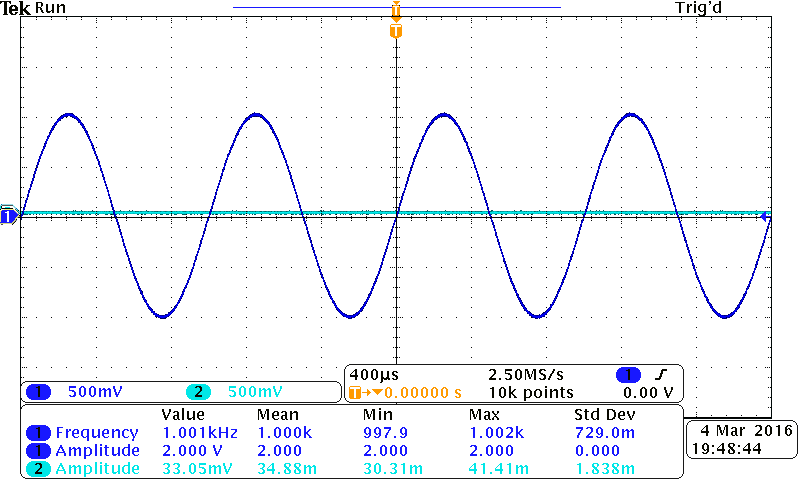 Tek Run Trig'd
T
T
1
400µs 2.50MS/s 1
1 500mV 2 500mV T→▼0.00000 s 10k points 0.00 V
Value Mean Min Max Std Dev
1 Frequency 1.001kHz 1.000k 997.9 1.002k 729.0m
1 Amplitude 2.000 V 2.000 2.000 2.000 0.000
2 Amplitude 33.05mV 34.88m 30.31m 41.41m 1.838m
4 Mar 2016
19:48:44